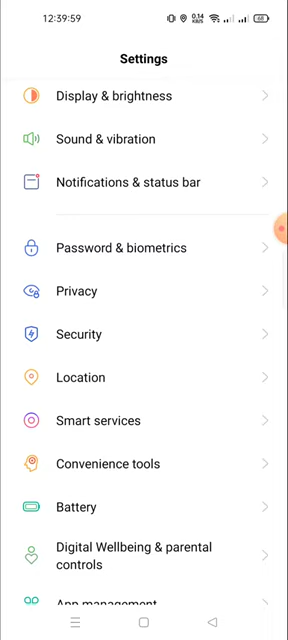 12:39:59
0.14
KB/S
68
Settings
Display & brightness
Sound & vibration
Notifications & status bar
Password & biometrics
Privacy
Security
Location
Smart services
Convenience tools
Battery
Digital Wellbeing & parental
controls
App management